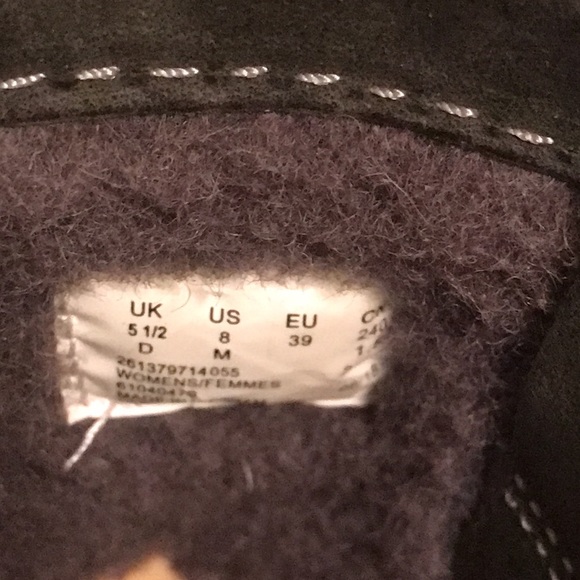 UK US EU
5 1/2 8 39
D M
261379714055
WOMENS/FEMMES